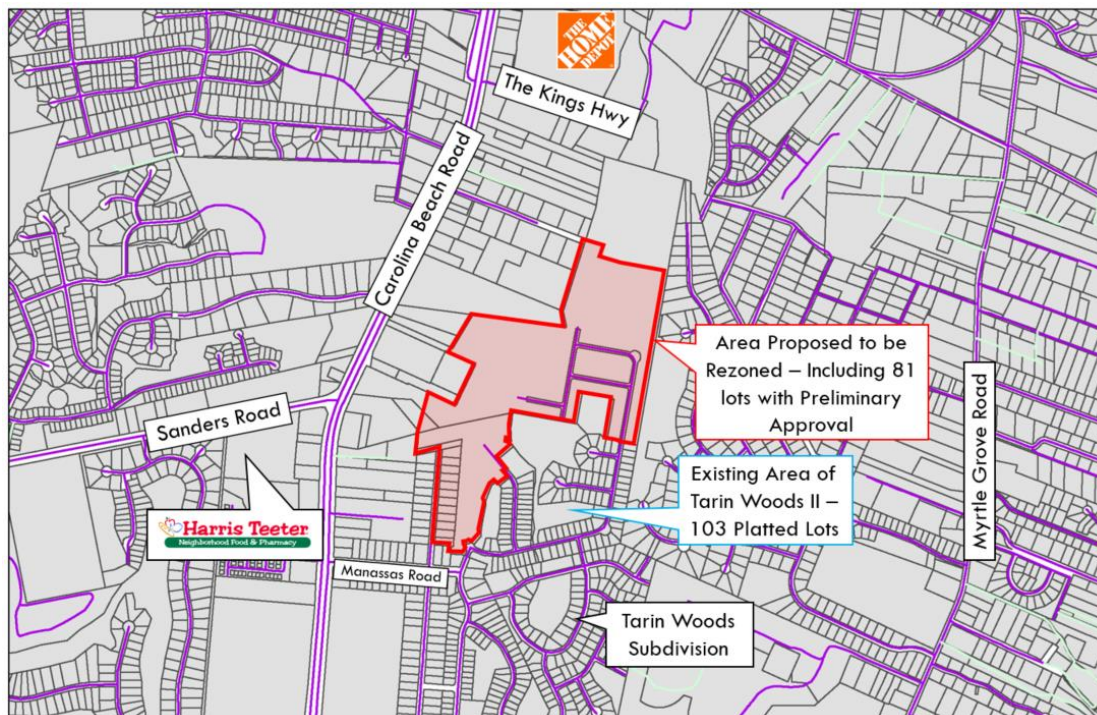 THE
HOME
DEPOT
The Kings Hwy
Carolina Beach Road
Area Proposed to be
Rezoned – Including 81
lots with Preliminary
Approval
Sanders Road
Myrtle Grove Road
Existing Area of
Tarin Woods II –
103 Platted Lots
Harris Teeter
Neighborhood Food & Pharmacy
Manassas Road
Tarin Woods
Subdivision